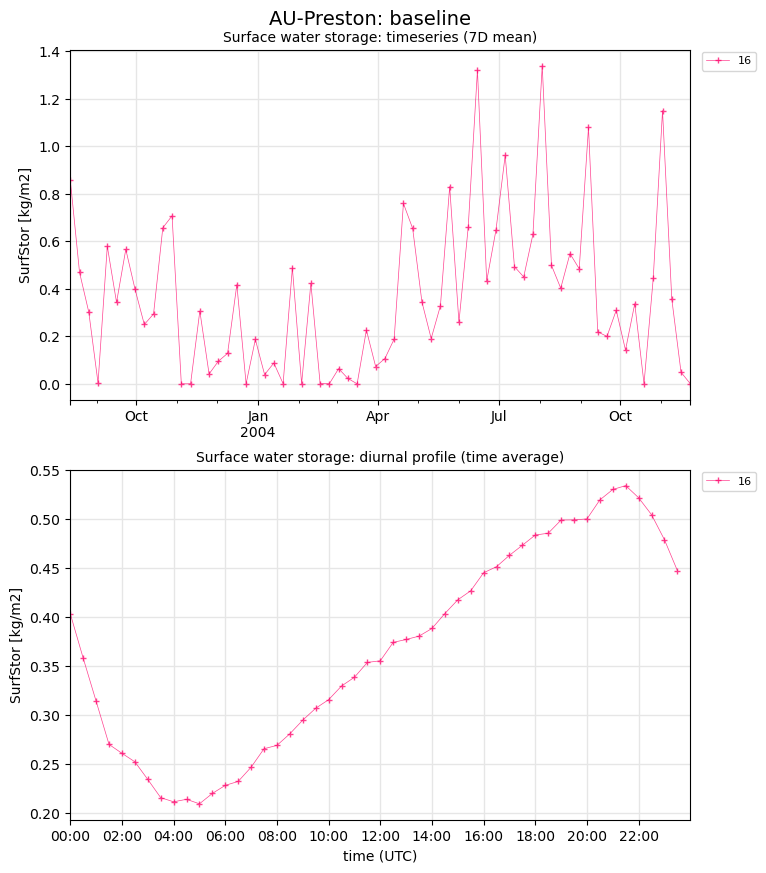 AU-Preston: baseline
Surface water storage: timeseries (7D mean)
16
SurfStor [kg/m2]
1.4
1.2
1.0
0.8
0.6
0.4
0.2
0.0
Oct
Jan
2004
Apr
Jul
Oct
Surface water storage: diurnal profile (time average)
16
SurfStor [kg/m2]
0.55
0.50
0.45
0.40
0.35
0.30
0.25
0.20
00:00
02:00
04:00
06:00
08:00
10:00
12:00
14:00
16:00
18:00
20:00
22:00
time (UTC)